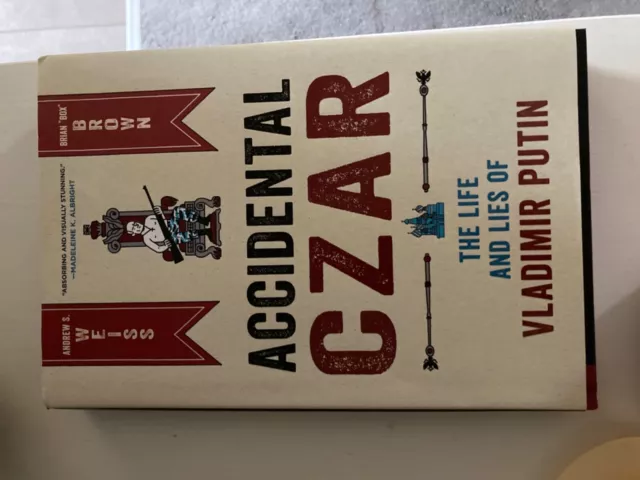 ANDREW S.
WEISS
"ABSORBING AND VISUALLY STUNNING."
—MADELEINE K. ALBRIGHT
BRIAN "BOX"
BROWN
ACCIDENTAL
CZAR
THE LIFE
AND LIES OF
VLADIMIR PUTIN